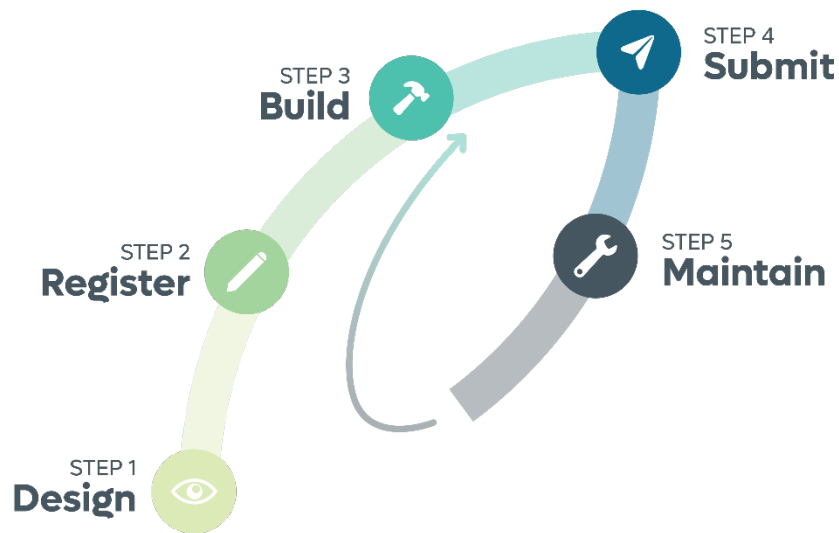 STEP 1
Design
STEP 2
Register
STEP 3
Build
STEP 4
Submit
STEP 5
Maintain